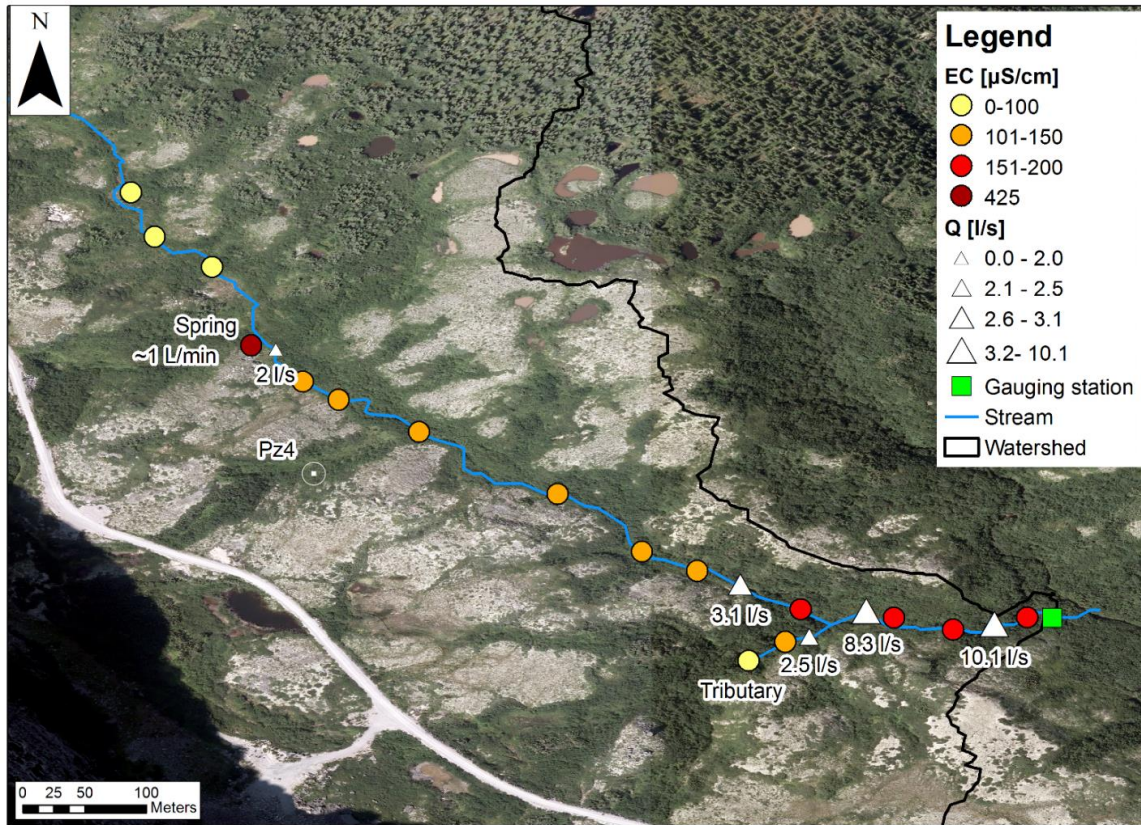 N
Legend
EC [µS/cm]
0-100
101-150
151-200
425
Q [l/s]
0.0 - 2.0
2.1 - 2.5
2.6 - 3.1
3.2- 10.1
Gauging station
Stream
Watershed
Spring
~1 L/min
2 l/s
Pz4
3.1 l/s
8.3 l/s
10.1 l/s
2.5 l/s
Tributary
0 25 50 100
Meters